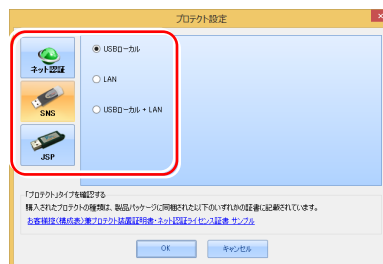 プロテクト設定
ネット認証
USBローカル
LAN
SNS
USBローカル + LAN
JSP
「プロテクト」タイプを確認する
購入されたプロテクトの種類は、製品パッケージに同梱された以下のいずれかの証書に記載されています。
お客様控(構成表)兼プロテクト装置証明書・ネット認証ライセンス証書 サンプル
OK キャンセル